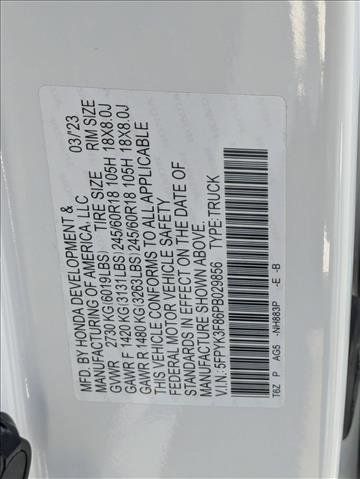 MFD. BY HONDA DEVELOPMENT & 03/'23
MANUFACTURING OF AMERICA, LLC
TIRE SIZE RIM SIZE
GVWR 2730 KG(6019LBS)
GAWR F 1420 KG(3131LBS) 245/60R18 105H 18X8.0J
GAWR R 1480 KG(3263LBS) 245/60R18 105H 18X8.0J
THIS VEHICLE CONFORMS TO ALL APPLICABLE
FEDERAL MOTOR VEHICLE SAFETY
STANDARDS IN EFFECT ON THE DATE OF
MANUFACTURE SHOWN ABOVE.
V.I.N.: 5FPYK3F86PB029856 TYPE: TRUCK
T6Z P AG5 -NH883P -E -B